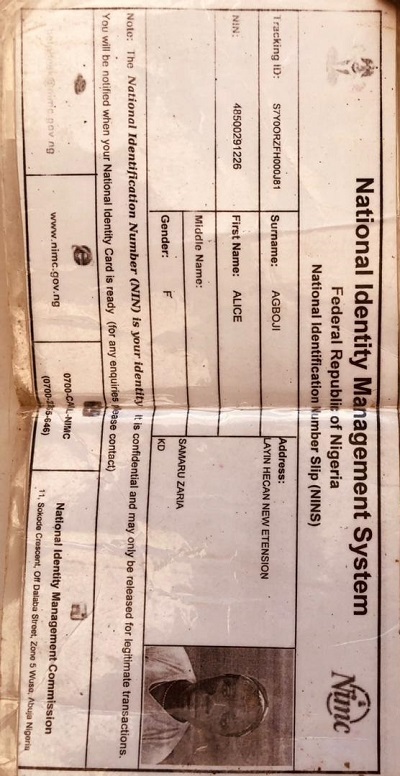 National Identity Management System
Federal Republic of Nigeria
National Identification Number Slip (NINS)
Nimc
Tracking ID: S7Y0ORZFH000J81
Surname: AGBOJI
Address:
LAYIN HECAN NEW ETENSION
NIN: 48500291226
First Name: ALICE
Middle Name:
SAMARU ZARIA
Gender: F
KD
Note: The National Identification Number (NIN) is your identity. It is confidential and may only be released for legitimate transactions.
You will be notified when your National Identity Card is ready (for any enquiries please contact)
www.nimc.gov.ng
0700-CALL-NIMC
National Identity Management Commission
11, Sokode Crescent, Off Dalaba Street, Zone 5 Wuse, Abuja Nigeria